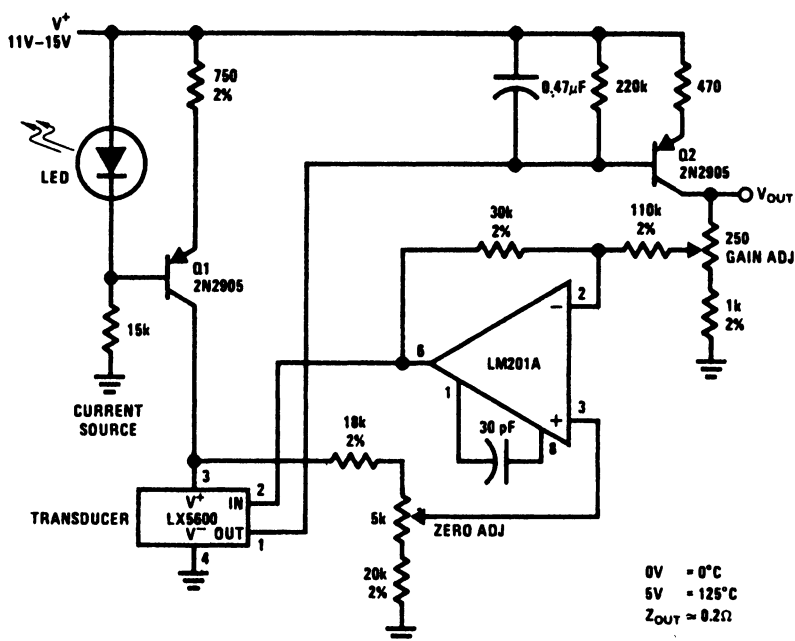 V+
11V–15V
750
2%
0.47μF
220k
470
LED
Q2
2N2905
VOUT
30k
2%
110k
2%
250
GAIN ADJ
Q1
2N2905
15k
2
–
6
LM201A
1k
2%
CURRENT
SOURCE
1
+
3
30 pF
8
18k
2%
3
TRANSDUCER
V+
IN
2
LX5600
V–
OUT
1
4
5k
ZERO ADJ
20k
2%
0V = 0°C
5V = 125°C
ZOUT ≃ 0.2Ω